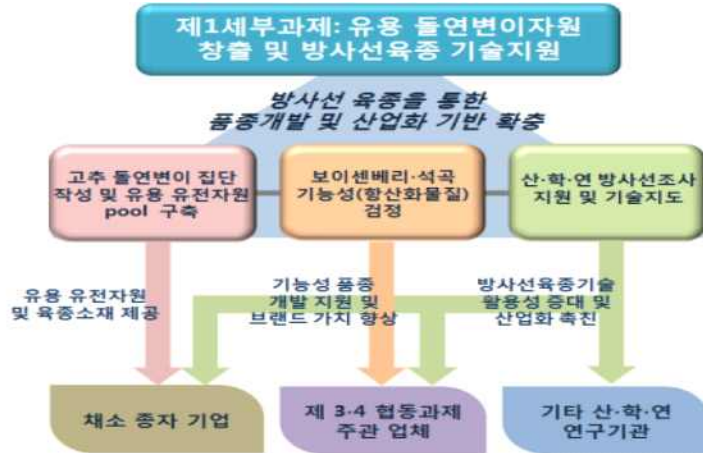 제1세부과제: 유용 돌연변이자원
창출 및 방사선육종 기술지원
방사선 육종을 통한
품종개발 및 산업화 기반 확충
고추 돌연변이 집단
작성 및 유용 유전자원
pool 구축
보이센베리·석곡
기능성(항산화물질)
검정
산·학·연 방사선조사
지원 및 기술지도
유용 유전자원
및 육종소재 제공
기능성 품종
개발 지원 및
브랜드 가치 향상
방사선육종기술
활용성 증대 및
산업화 촉진
채소 종자 기업
제 3·4 협동과제
주관 업체
기타 산·학·연
연구기관